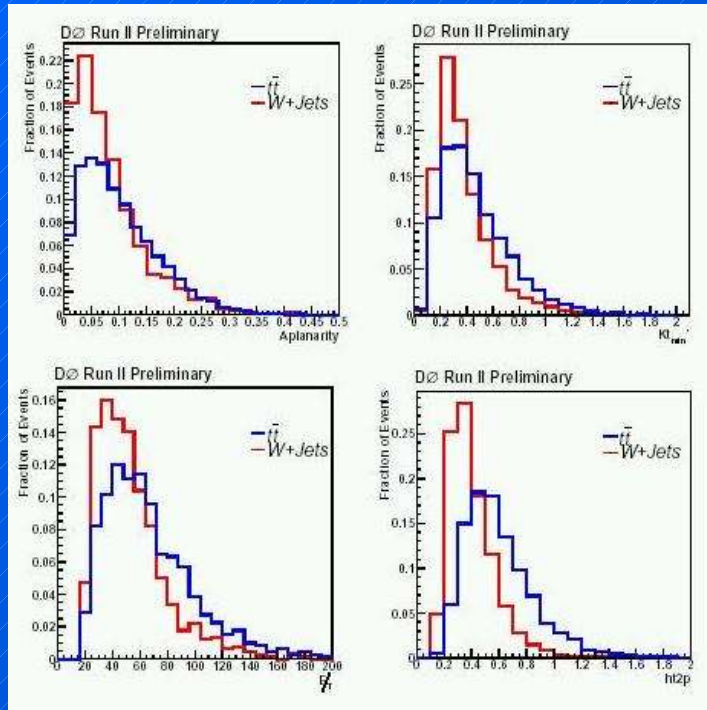 DØ Run II Preliminary
Fraction of Events
0.22
0.2
0.18
0.16
0.14
0.12
0.1
0.08
0.06
0.04
0.02
0
tt̄
W+Jets
0 0.05 0.1 0.15 0.2 0.25 0.3 0.35 0.4 0.45 0.5
Aplanarity
DØ Run II Preliminary
Fraction of Events
0.25
0.2
0.15
0.1
0.05
0
tt̄
W+Jets
0 0.2 0.4 0.6 0.8 1 1.2 1.4 1.6 1.8 2
Kt min'
DØ Run II Preliminary
Fraction of Events
0.16
0.14
0.12
0.1
0.08
0.06
0.04
0.02
0
tt̄
W+Jets
20 40 60 80 100 120 140 160 180 200
DØ Run II Preliminary
Fraction of Events
0.25
0.2
0.15
0.1
0.05
0
tt̄
W+Jets
0.2 0.4 0.6 0.8 1 1.2 1.4 1.6 1.8 2
ht2p